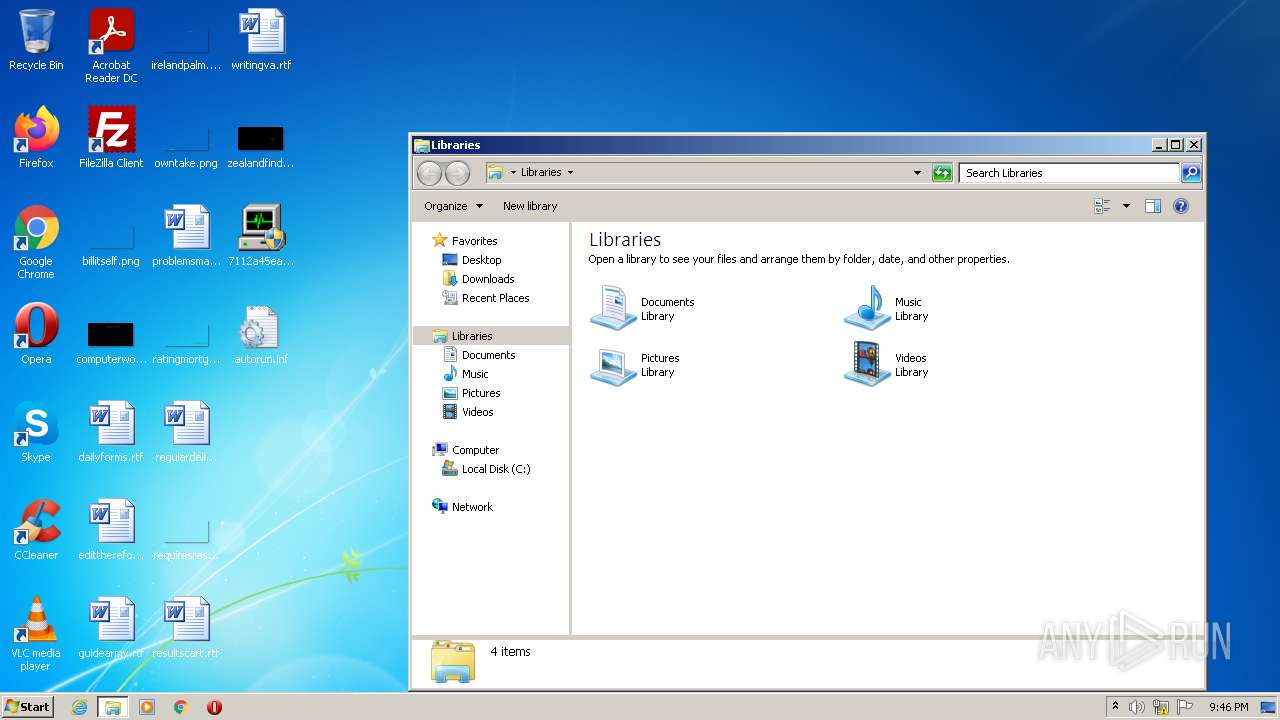 Recycle Bin
Acrobat
Reader DC
irelandpalm....
writingva.rtf
Firefox
FileZilla Client
owntake.png
zealandfind...
Google
Chrome
billitself.png
problemsma...
7112a45ea...
Opera
computerwo...
ratingmortg...
autorun.inf
Skype
dailyforms.rtf
regulardeli...
CCleaner
edittherefo...
requiresres...
VLC media
player
guidearmy.rtf
resultscart.rtf
Libraries
Libraries
Search Libraries
Organize
New library
Favorites
Desktop
Downloads
Recent Places
Libraries
Documents
Music
Pictures
Videos
Computer
Local Disk (C:)
Network
Libraries
Open a library to see your files and arrange them by folder, date, and other properties.
Documents
Library
Music
Library
Pictures
Library
Videos
Library
4 items
ANY RUN
Start
9:46 PM